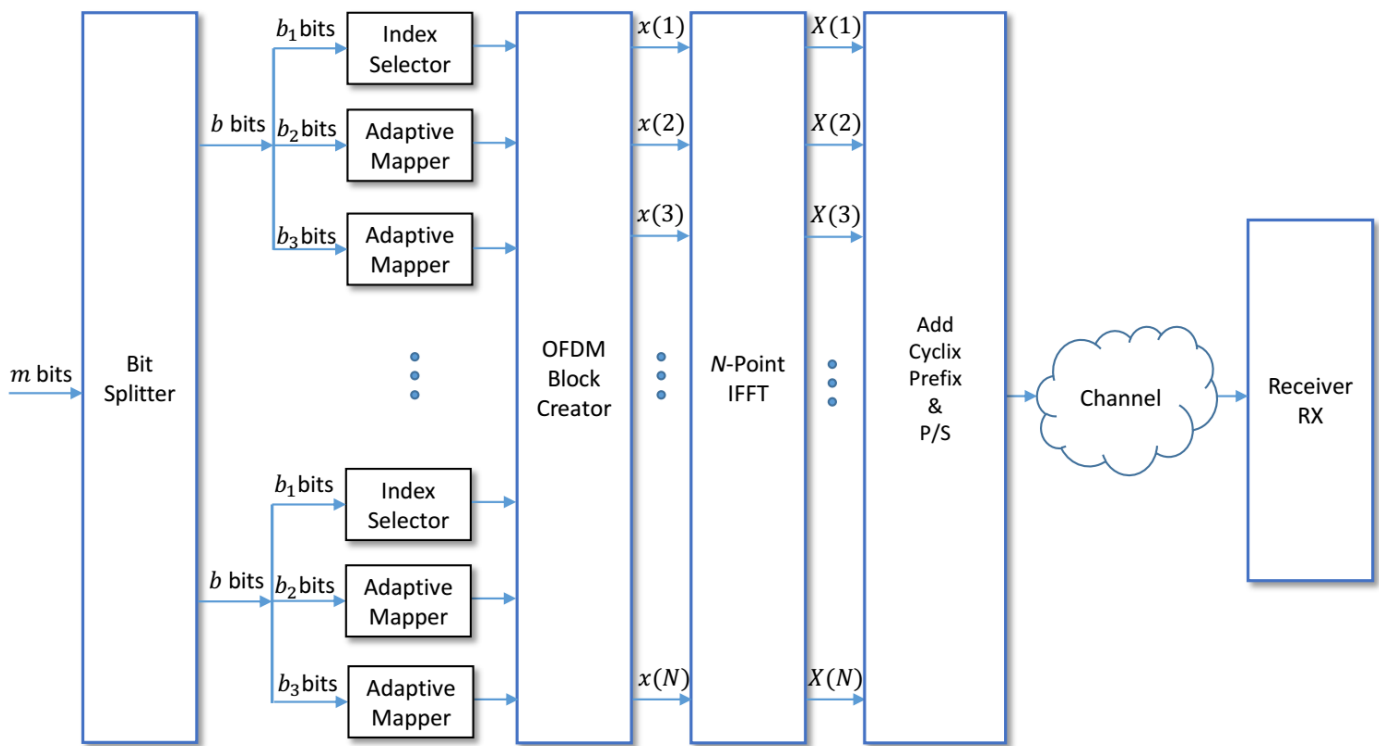 m bits
Bit
Splitter
b bits
b₁ bits
b₂ bits
b₃ bits
Index
Selector
Adaptive
Mapper
Adaptive
Mapper
b bits
b₁ bits
b₂ bits
b₃ bits
Index
Selector
Adaptive
Mapper
Adaptive
Mapper
OFDM
Block
Creator
x(1)
x(2)
x(3)
x(N)
N-Point
IFFT
X(1)
X(2)
X(3)
X(N)
Add
Cyclix
Prefix
&
P/S
Channel
Receiver
RX